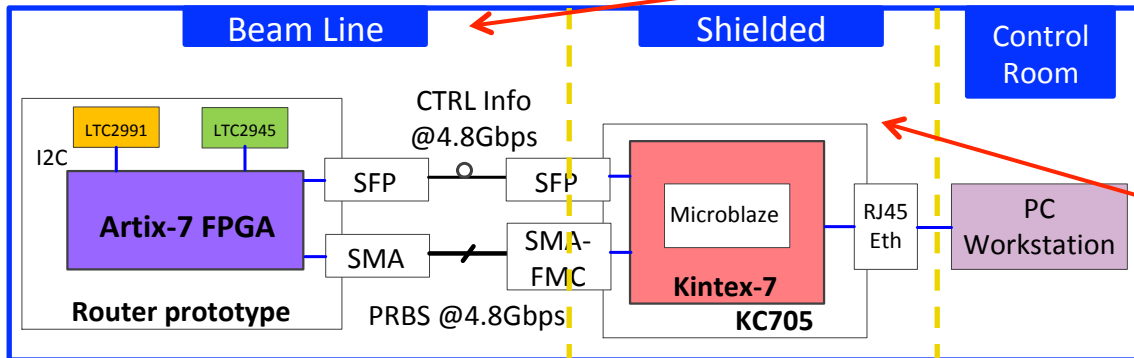 Beam Line
Shielded
Control
Room
CTRL Info
@4.8Gbps
LTC2991
LTC2945
I2C
SFP
SFP
Artix-7 FPGA
Microblaze
RJ45
Eth
PC
Workstation
SMA
SMA-
FMC
Kintex-7
Router prototype
PRBS @4.8Gbps
KC705